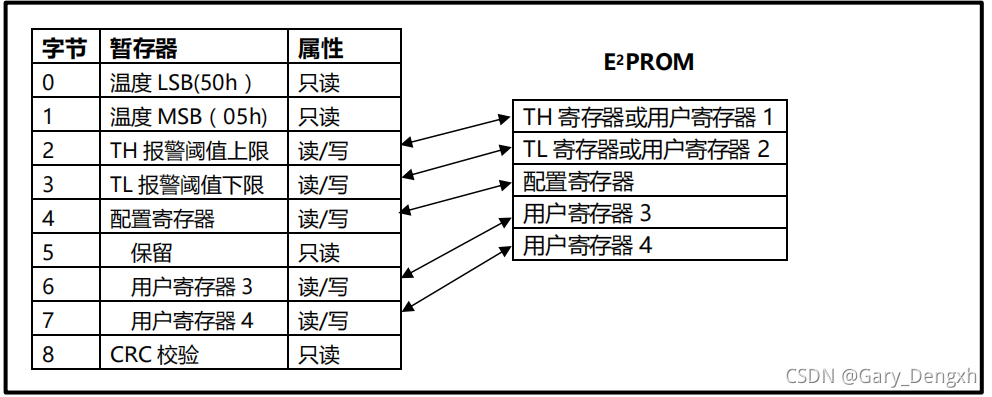 字节 暂存器 属性
0 温度 LSB(50h )
只读
1 温度 MSB ( 05h) 只读
2 TH 报警阈值上限 读/写
3 TL 报警阈值下限 读/写
4 配置寄存器 读/写
5 保留 只读
6 用户寄存器 3 读/写
7 用户寄存器 4 读/写
8 CRC 校验 只读
E²PROM
TH 寄存器或用户寄存器 1
TL 寄存器或用户寄存器 2
配置寄存器
用户寄存器 3
用户寄存器 4
CSDN @Gary_Dengxh